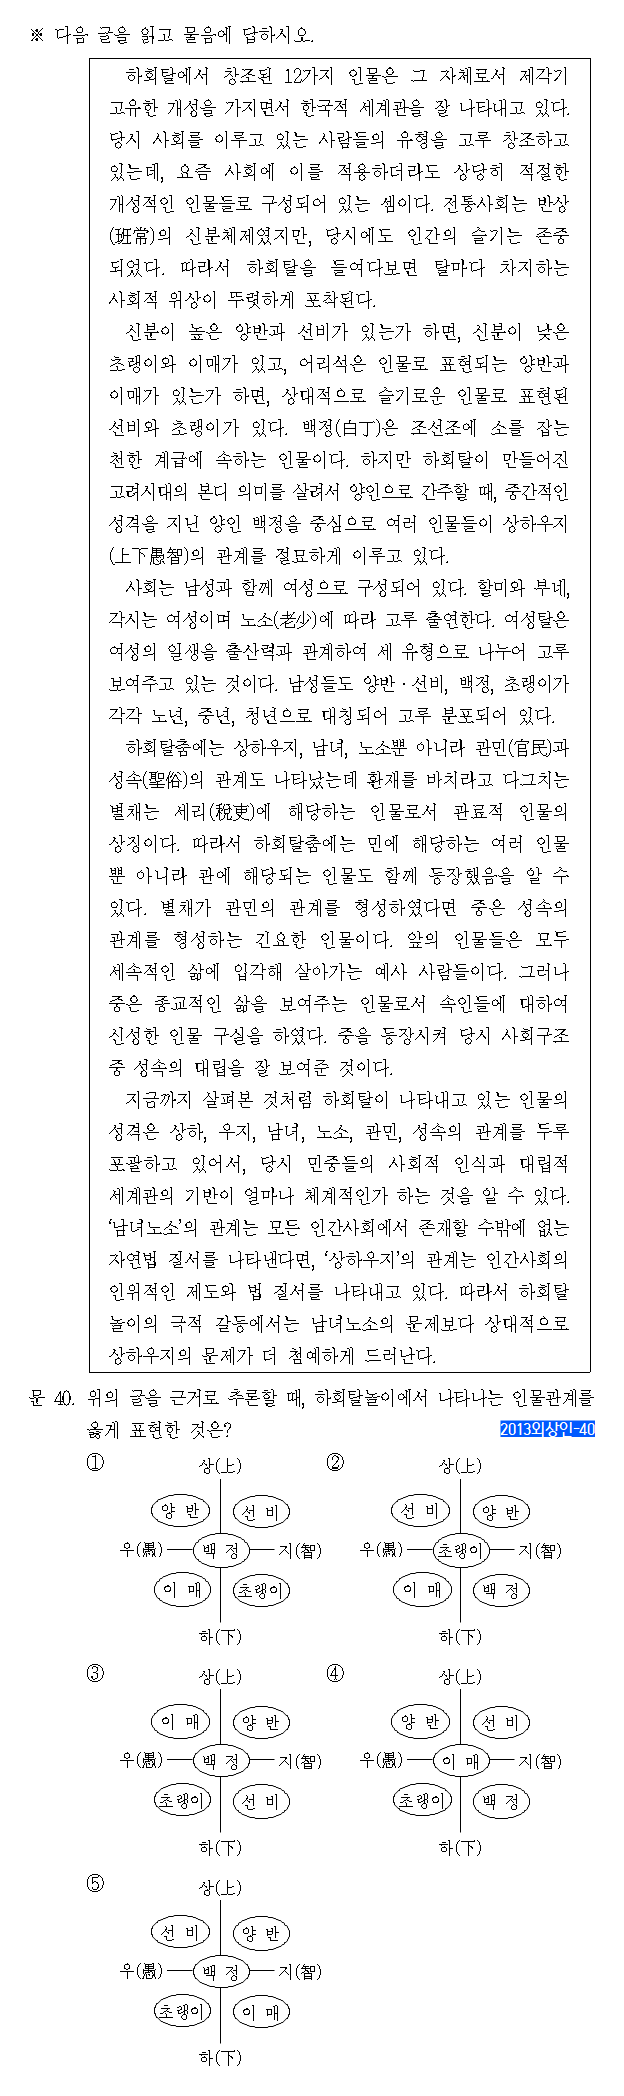 ※ 다음 글을 읽고 물음에 답하시오.
하회탈에서 창조된 12가지 인물은 그 자체로서 제각기
고유한 개성을 가지면서 한국적 세계관을 잘 나타내고 있다.
당시 사회를 이루고 있는 사람들의 유형을 고루 창조하고
있는데, 요즘 사회에 이를 적용하더라도 상당히 적절한
개성적인 인물들로 구성되어 있는 셈이다. 전통사회는 반상
(班常)의 신분체제였지만, 당시에도 인간의 슬기는 존중
되었다. 따라서 하회탈을 들여다보면 탈마다 차지하는
사회적 위상이 뚜렷하게 포착된다.
신분이 높은 양반과 선비가 있는가 하면, 신분이 낮은
초랭이와 이매가 있고, 어리석은 인물로 표현되는 양반과
이매가 있는가 하면, 상대적으로 슬기로운 인물로 표현된
선비와 초랭이가 있다. 백정(白丁)은 조선조에 소를 잡는
천한 계급에 속하는 인물이다. 하지만 하회탈이 만들어진
고려시대의 본디 의미를 살려서 양인으로 간주할 때, 중간적인
성격을 지닌 양인 백정을 중심으로 여러 인물들이 상하우지
(上下愚智)의 관계를 절묘하게 이루고 있다.
사회는 남성과 함께 여성으로 구성되어 있다. 할미와 부네,
각시는 여성이며 노소(老少)에 따라 고루 출연한다. 여성탈은
여성의 일생을 출산력과 관계하여 세 유형으로 나누어 고루
보여주고 있는 것이다. 남성들도 양반·선비, 백정, 초랭이가
각각 노년, 중년, 청년으로 대칭되어 고루 분포되어 있다.
하회탈춤에는 상하우지, 남녀, 노소뿐 아니라 관민(官民)과
성속(聖俗)의 관계도 나타났는데 환재를 바치라고 다그치는
별채는 세리(稅吏)에 해당하는 인물로서 관료적 인물의
상징이다. 따라서 하회탈춤에는 민에 해당하는 여러 인물
뿐 아니라 관에 해당되는 인물도 함께 등장했음을 알 수
있다. 별채가 관민의 관계를 형성하였다면 중은 성속의
관계를 형성하는 긴요한 인물이다. 앞의 인물들은 모두
세속적인 삶에 입각해 살아가는 예사 사람들이다. 그러나
중은 종교적인 삶을 보여주는 인물로서 속인들에 대하여
신성한 인물 구실을 하였다. 중을 등장시켜 당시 사회구조
중 성속의 대립을 잘 보여준 것이다.
지금까지 살펴본 것처럼 하회탈이 나타내고 있는 인물의
성격은 상하, 우지, 남녀, 노소, 관민, 성속의 관계를 두루
포괄하고 있어서, 당시 민중들의 사회적 인식과 대립적
세계관의 기반이 얼마나 체계적인가 하는 것을 알 수 있다.
‘남녀노소’의 관계는 모든 인간사회에서 존재할 수밖에 없는
자연법 질서를 나타낸다면, ‘상하우지’의 관계는 인간사회의
인위적인 제도와 법 질서를 나타내고 있다. 따라서 하회탈
놀이의 극적 갈등에서는 남녀노소의 문제보다 상대적으로
상하우지의 문제가 더 첨예하게 드러난다.
문 40. 위의 글을 근거로 추론할 때, 하회탈놀이에서 나타나는 인물관계를
옳게 표현한 것은? 2013외상인-40
① 상(上) ② 상(上)
양 반 선 비 선 비 양 반
우(愚) 백 정 지(智) 우(愚) 초랭이 지(智)
이 매 초랭이 이 매 백 정
하(下) 하(下)
③ 상(上) ④ 상(上)
이 매 양 반 양 반 선 비
우(愚) 백 정 지(智) 우(愚) 이 매 지(智)
초랭이 선 비 초랭이 백 정
하(下) 하(下)
⑤ 상(上)
선 비 양 반
우(愚) 백 정 지(智)
초랭이 이 매
하(下)